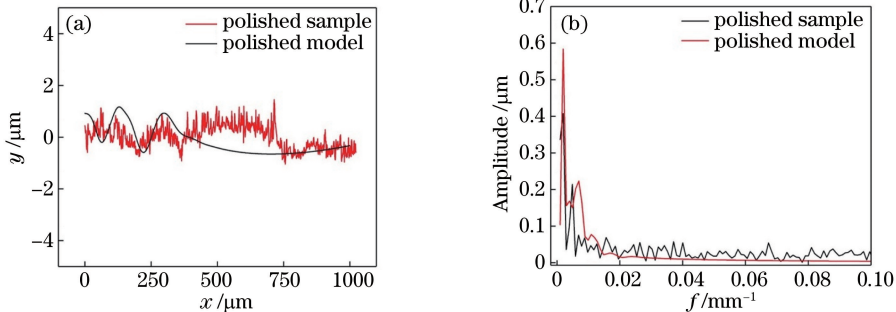 (a)
polished sample
polished model
4
2
0
−2
−4
y /μm
0
250
500
750
1000
x /μm
(b)
polished sample
polished model
0.7
0.6
0.5
0.4
0.3
0.2
0.1
0
Amplitude /μm
0
0.02
0.04
0.06
0.08
0.10
f /mm⁻¹